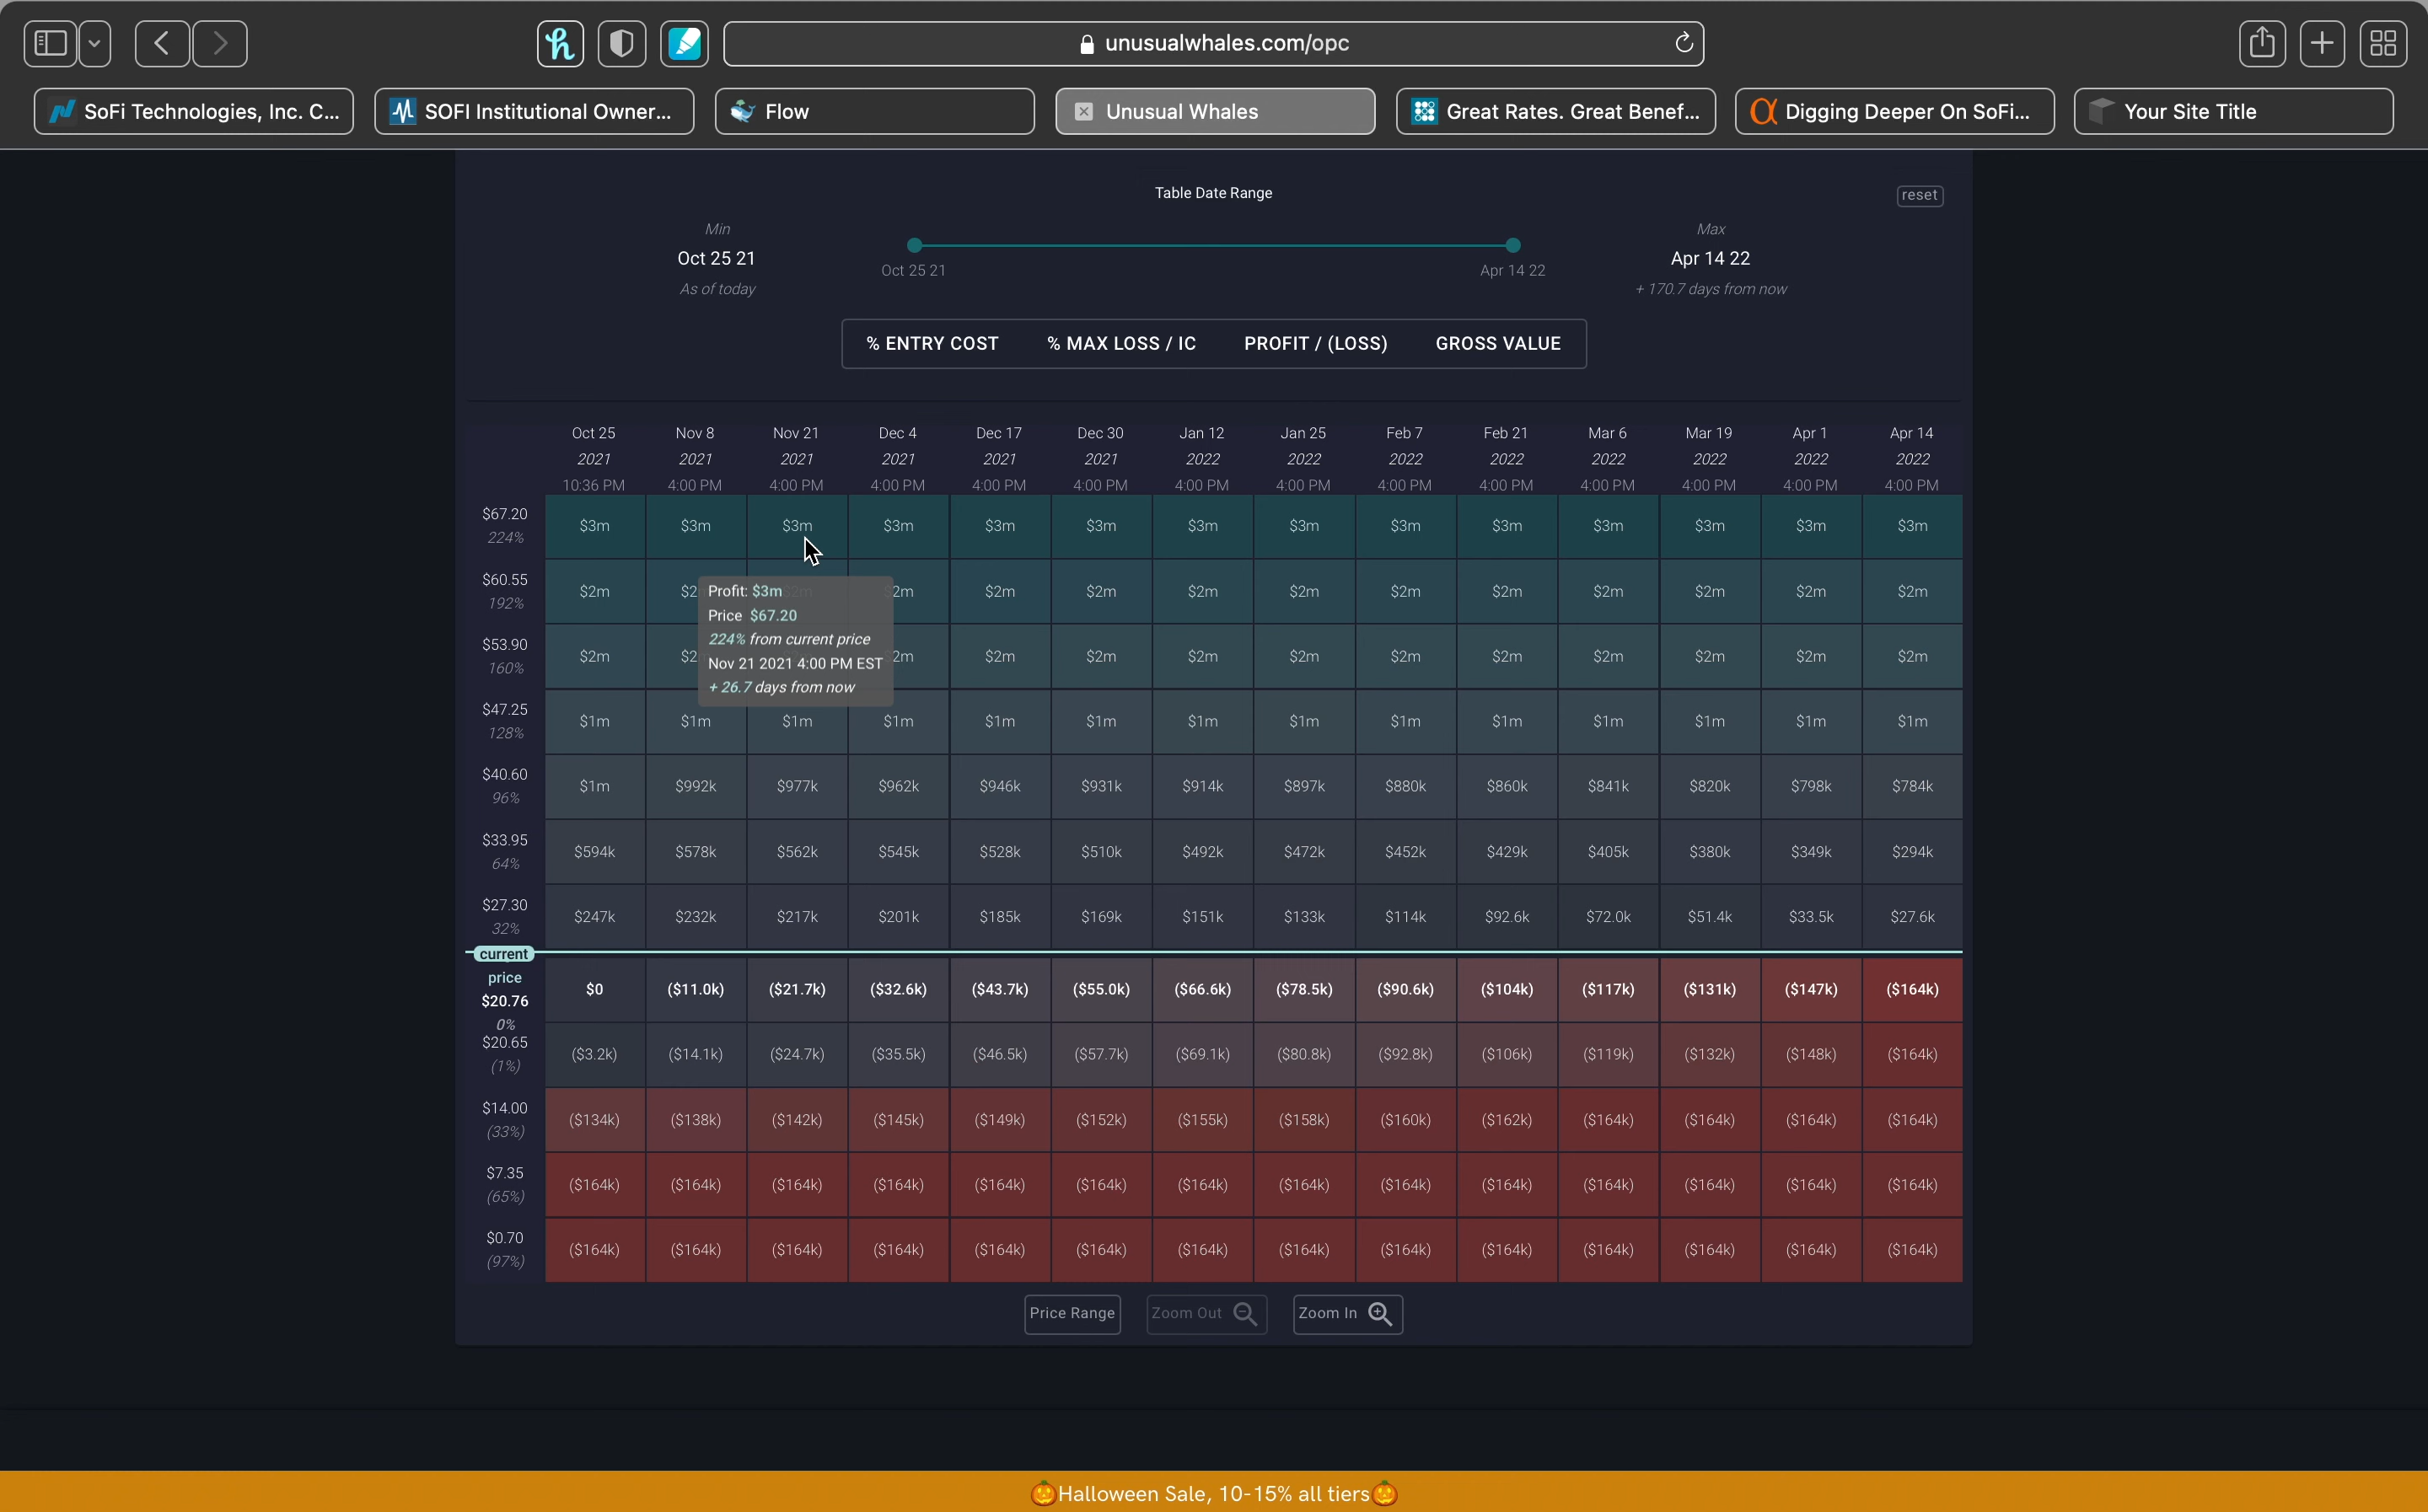 unusualwhales.com/opc
SoFi Technologies, Inc. C...
SOFI Institutional Owner...
Flow
Unusual Whales
Great Rates. Great Benef...
Digging Deeper On SoFi...
Your Site Title
Table Date Range
reset
Min
Oct 25 21
As of today
Oct 25 21
Apr 14 22
Max
Apr 14 22
+ 170.7 days from now
% ENTRY COST % MAX LOSS / IC PROFIT / (LOSS) GROSS VALUE
Oct 25 Nov 8 Nov 21 Dec 4 Dec 17 Dec 30 Jan 12 Jan 25 Feb 7 Feb 21 Mar 6 Mar 19 Apr 1 Apr 14
2021 2021 2021 2021 2021 2021 2022 2022 2022 2022 2022 2022 2022 2022
10:36 PM 4:00 PM 4:00 PM 4:00 PM 4:00 PM 4:00 PM 4:00 PM 4:00 PM 4:00 PM 4:00 PM 4:00 PM 4:00 PM 4:00 PM 4:00 PM
$67.20
224%
$3m $3m $3m $3m $3m $3m $3m $3m $3m $3m $3m $3m $3m $3m
$60.55
192%
$2m $2 2m $2m $2m $2m $2m $2m $2m $2m $2m $2m $2m
Profit: $3m
Price $67.20
224% from current price
Nov 21 2021 4:00 PM EST
+ 26.7 days from now
$53.90
160%
$2m $2 2m $2m $2m $2m $2m $2m $2m $2m $2m $2m $2m
$47.25
128%
$1m $1m $1m $1m $1m $1m $1m $1m $1m $1m $1m $1m $1m $1m
$40.60
96%
$1m $992k $977k $962k $946k $931k $914k $897k $880k $860k $841k $820k $798k $784k
$33.95
64%
$594k $578k $562k $545k $528k $510k $492k $472k $452k $429k $405k $380k $349k $294k
$27.30
32%
$247k $232k $217k $201k $185k $169k $151k $133k $114k $92.6k $72.0k $51.4k $33.5k $27.6k
current
price
$20.76
0%
$0 ($11.0k) ($21.7k) ($32.6k) ($43.7k) ($55.0k) ($66.6k) ($78.5k) ($90.6k) ($104k) ($117k) ($131k) ($147k) ($164k)
$20.65
(1%)
($3.2k) ($14.1k) ($24.7k) ($35.5k) ($46.5k) ($57.7k) ($69.1k) ($80.8k) ($92.8k) ($106k) ($119k) ($132k) ($148k) ($164k)
$14.00
(33%)
($134k) ($138k) ($142k) ($145k) ($149k) ($152k) ($155k) ($158k) ($160k) ($162k) ($164k) ($164k) ($164k) ($164k)
$7.35
(65%)
($164k) ($164k) ($164k) ($164k) ($164k) ($164k) ($164k) ($164k) ($164k) ($164k) ($164k) ($164k) ($164k) ($164k)
$0.70
(97%)
($164k) ($164k) ($164k) ($164k) ($164k) ($164k) ($164k) ($164k) ($164k) ($164k) ($164k) ($164k) ($164k) ($164k)
Price Range
Zoom Out
Zoom In
🎃Halloween Sale, 10-15% all tiers🎃